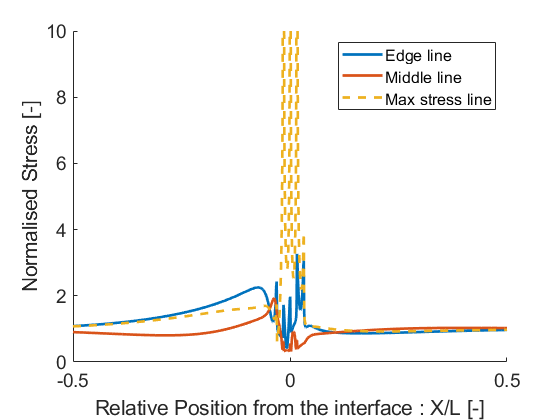 10
8
6
4
2
0
Normalised Stress [-]
-0.5
0
0.5
Relative Position from the interface : X/L [-]
Edge line
Middle line
Max stress line